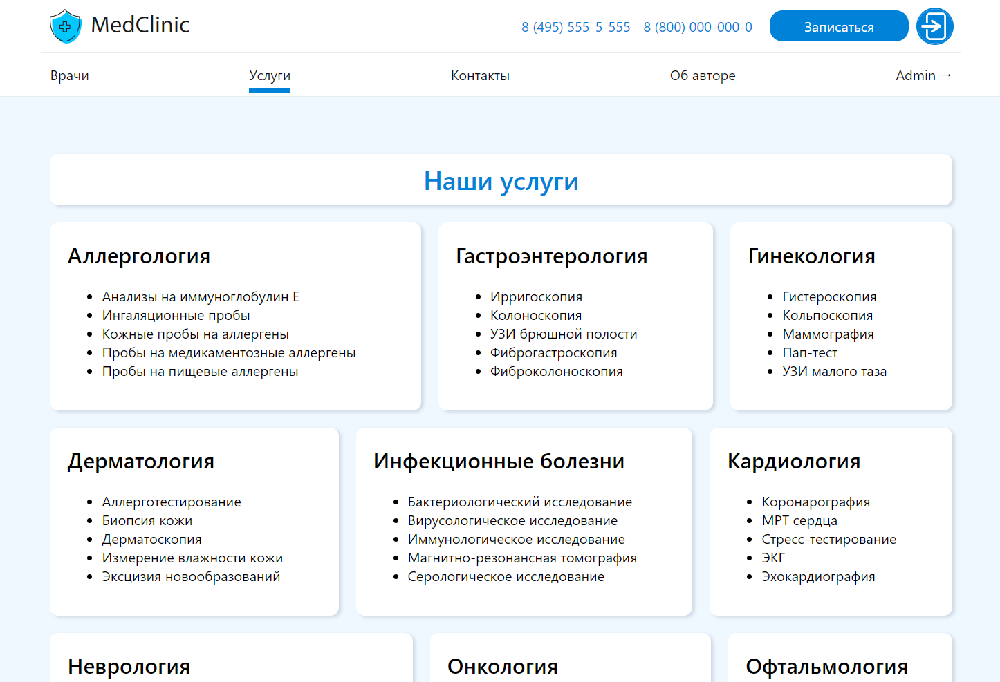 MedClinic
8 (495) 555-5-555 8 (800) 000-000-0 Записаться
Врачи Услуги Контакты Об авторе Admin →
Наши услуги
Аллергология
• Анализы на иммуноглобулин Е
• Ингаляционные пробы
• Кожные пробы на аллергены
• Пробы на медикаментозные аллергены
• Пробы на пищевые аллергены
Гастроэнтерология
• Ирригоскопия
• Колоноскопия
• УЗИ брюшной полости
• Фиброгастроскопия
• Фиброколоноскопия
Гинекология
• Гистероскопия
• Кольпоскопия
• Маммография
• Пап-тест
• УЗИ малого таза
Дерматология
• Аллерготестирование
• Биопсия кожи
• Дерматоскопия
• Измерение влажности кожи
• Эксцизия новообразований
Инфекционные болезни
• Бактериологический исследование
• Вирусологическое исследование
• Иммунологическое исследование
• Магнитно-резонансная томография
• Серологическое исследование
Кардиология
• Коронарография
• МРТ сердца
• Стресс-тестирование
• ЭКГ
• Эхокардиография
Неврология
Онкология
Офтальмология